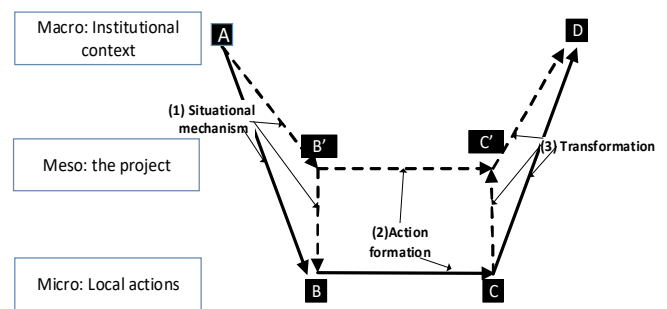 Macro: Institutional
context
A
D
(1) Situational
mechanism
B'
C'
Meso: the project
(3) Transformation
(2)Action
formation
Micro: Local actions
B
C